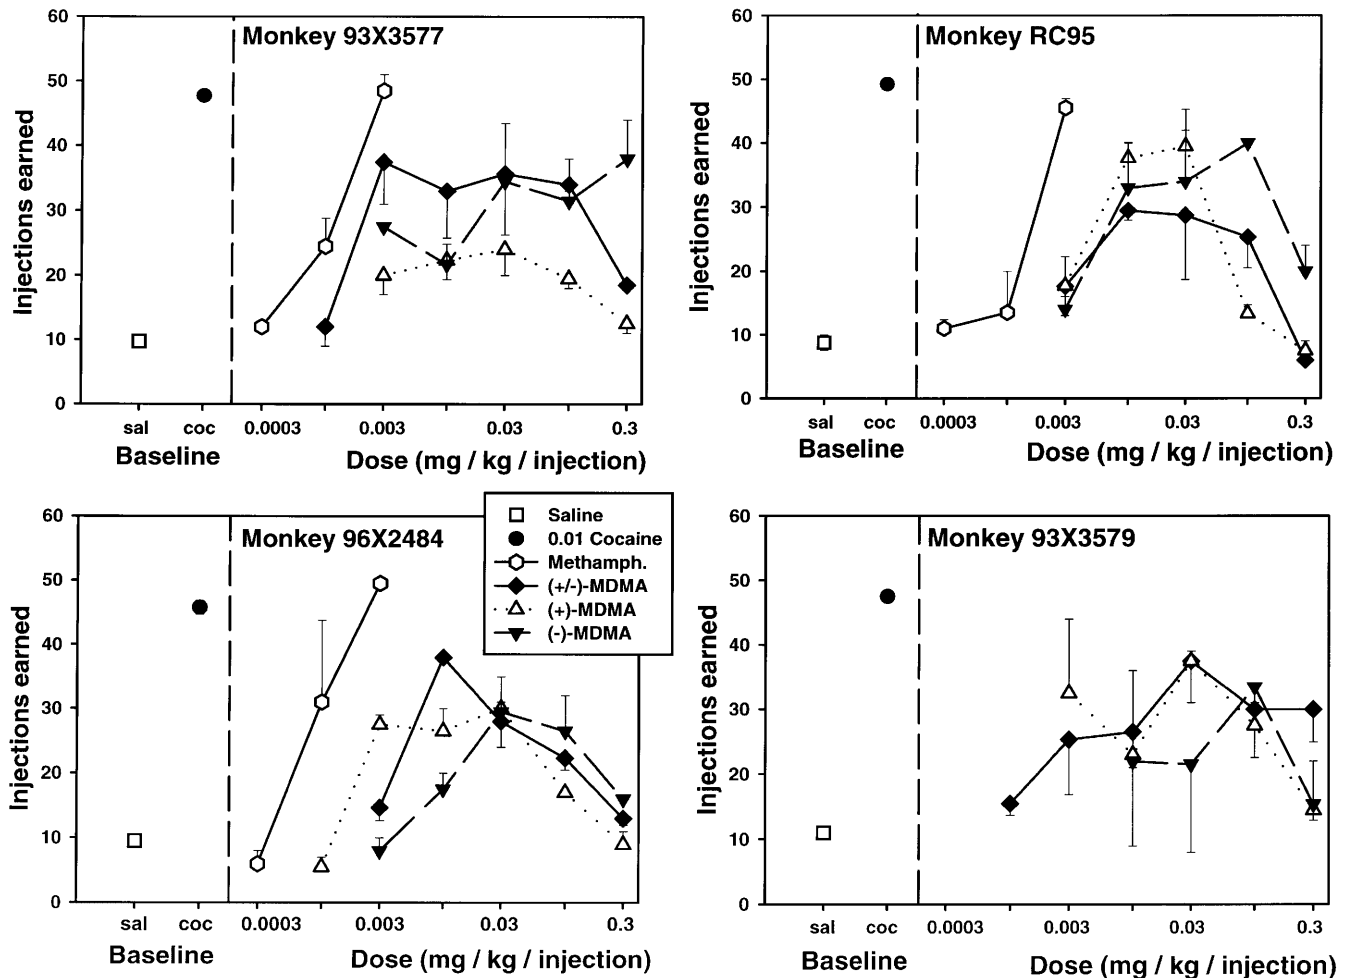 Monkey 93X3577
Injections earned
60
50
40
30
20
10
0
sal coc 0.0003 0.003 0.03 0.3
Baseline Dose (mg / kg / injection)
Monkey RC95
Injections earned
60
50
40
30
20
10
0
sal coc 0.0003 0.003 0.03 0.3
Baseline Dose (mg / kg / injection)
Monkey 96X2484
Injections earned
60
50
40
30
20
10
0
sal coc 0.0003 0.003 0.03 0.3
Baseline Dose (mg / kg / injection)
Saline
0.01 Cocaine
Methamph.
(+/-)-MDMA
(+)-MDMA
(-)-MDMA
Monkey 93X3579
Injections earned
60
50
40
30
20
10
0
sal coc 0.0003 0.003 0.03 0.3
Baseline Dose (mg / kg / injection)